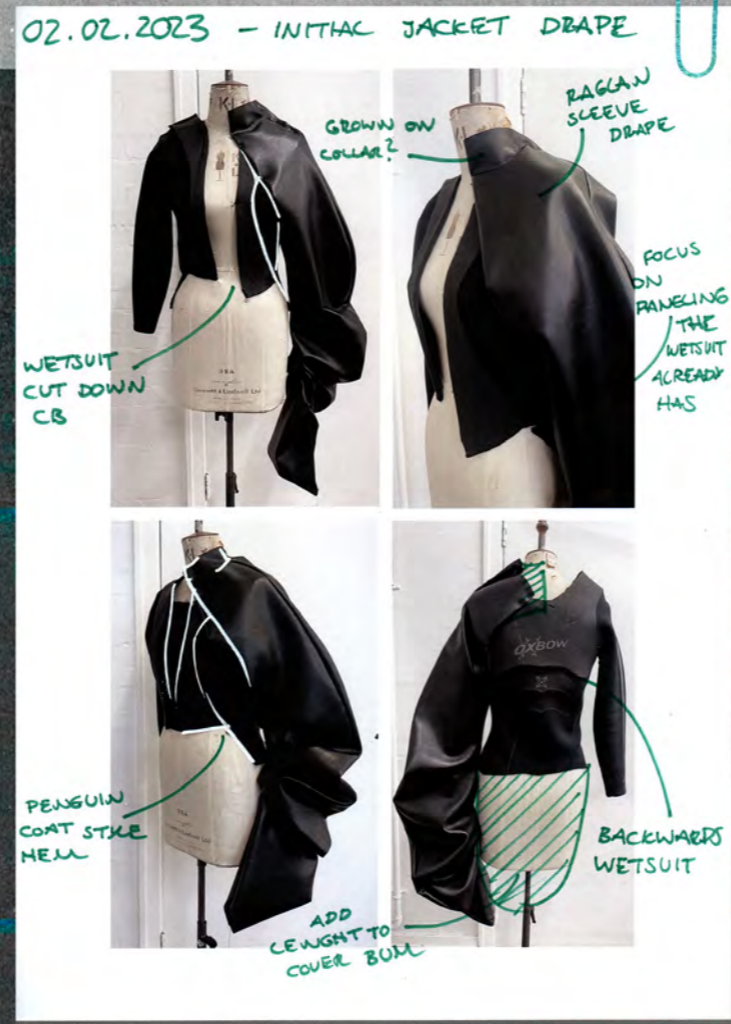 02.02.2023 - INITIAL JACKET DRAPE
GROWN ON
COLLAR?
RAGLAN
SLEEVE
DRAPE
FOCUS
ON
PANELING
THE
WETSUIT
ALREADY
HAS
WETSUIT
CUT DOWN
CB
OXBOW
PENGUIN
COAT STYLE
HEM
ADD
LENGHT TO
COVER BUM
BACKWARDS
WETSUIT